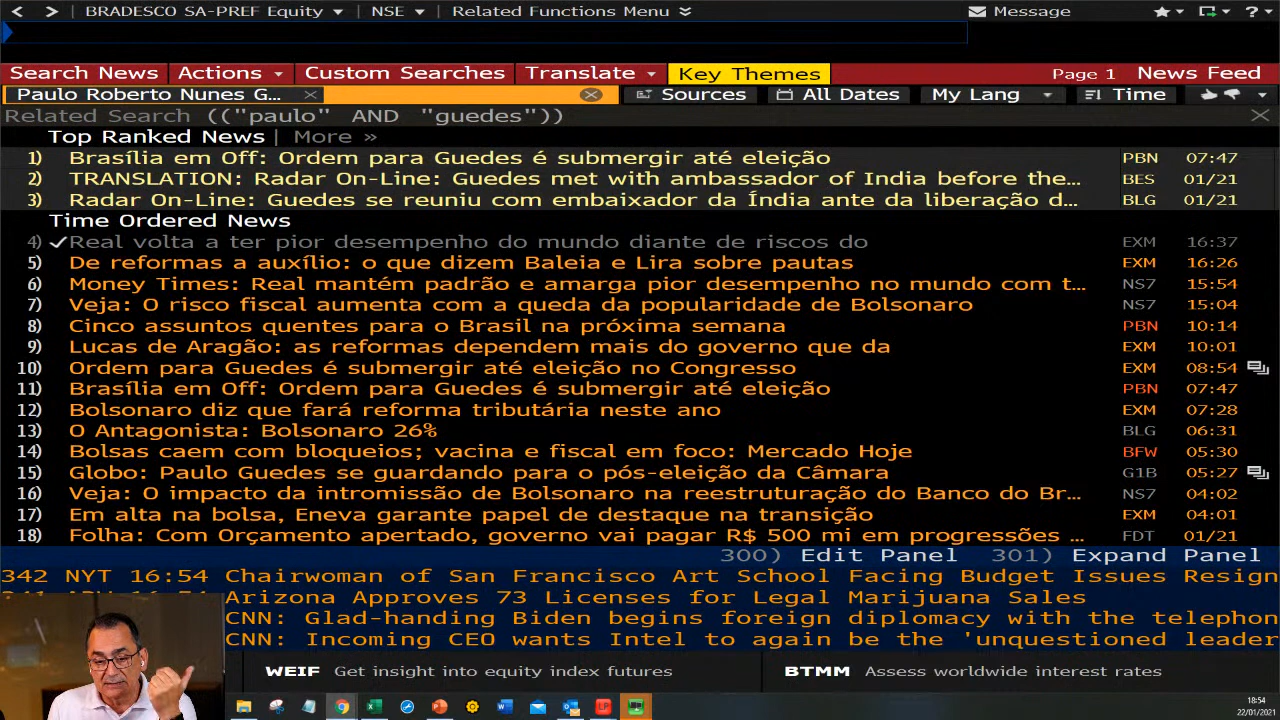 < > BRADESCO SA-PREF Equity NSE Related Functions Menu Message ?
Search News Actions Custom Searches Translate Key Themes Page 1 News Feed
Paulo Roberto Nunes G... Sources All Dates My Lang Time
Related Search (("paulo" AND "guedes"))
Top Ranked News | More »
1) Brasília em Off: Ordem para Guedes é submergir até eleição PBN 07:47
2) TRANSLATION: Radar On-Line: Guedes met with ambassador of India before the... BES 01/21
3) Radar On-Line: Guedes se reuniu com embaixador da Índia ante da liberação d... BLG 01/21
Time Ordered News
4) Real volta a ter pior desempenho do mundo diante de riscos do EXM 16:37
5) De reformas a auxílio: o que dizem Baleia e Lira sobre pautas EXM 16:26
6) Money Times: Real mantém padrão e amarga pior desempenho no mundo com t... NS7 15:54
7) Veja: O risco fiscal aumenta com a queda da popularidade de Bolsonaro NS7 15:04
8) Cinco assuntos quentes para o Brasil na próxima semana PBN 10:14
9) Lucas de Aragão: as reformas dependem mais do governo que da EXM 10:01
10) Ordem para Guedes é submergir até eleição no Congresso EXM 08:54
11) Brasília em Off: Ordem para Guedes é submergir até eleição PBN 07:47
12) Bolsonaro diz que fará reforma tributária neste ano EXM 07:28
13) O Antagonista: Bolsonaro 26% BLG 06:31
14) Bolsas caem com bloqueios; vacina e fiscal em foco: Mercado Hoje BFW 05:30
15) Globo: Paulo Guedes se guardando para o pós-eleição da Câmara G1B 05:27
16) Veja: O impacto da intromissão de Bolsonaro na reestruturação do Banco do Br... NS7 04:02
17) Em alta na bolsa, Eneva garante papel de destaque na transição EXM 04:01
18) Folha: Com Orçamento apertado, governo vai pagar R$ 500 mi em progressões ... FDT 01/21
300) Edit Panel 301) Expand Panel
342 NYT 16:54 Chairwoman of San Francisco Art School Facing Budget Issues Resign
Arizona Approves 73 Licenses for Legal Marijuana Sales
CNN: Glad-handing Biden begins foreign diplomacy with the telephon
CNN: Incoming CEO wants Intel to again be the 'unquestioned leader
WEIF Get insight into equity index futures BTMM Assess worldwide interest rates
18:54
22/01/2021